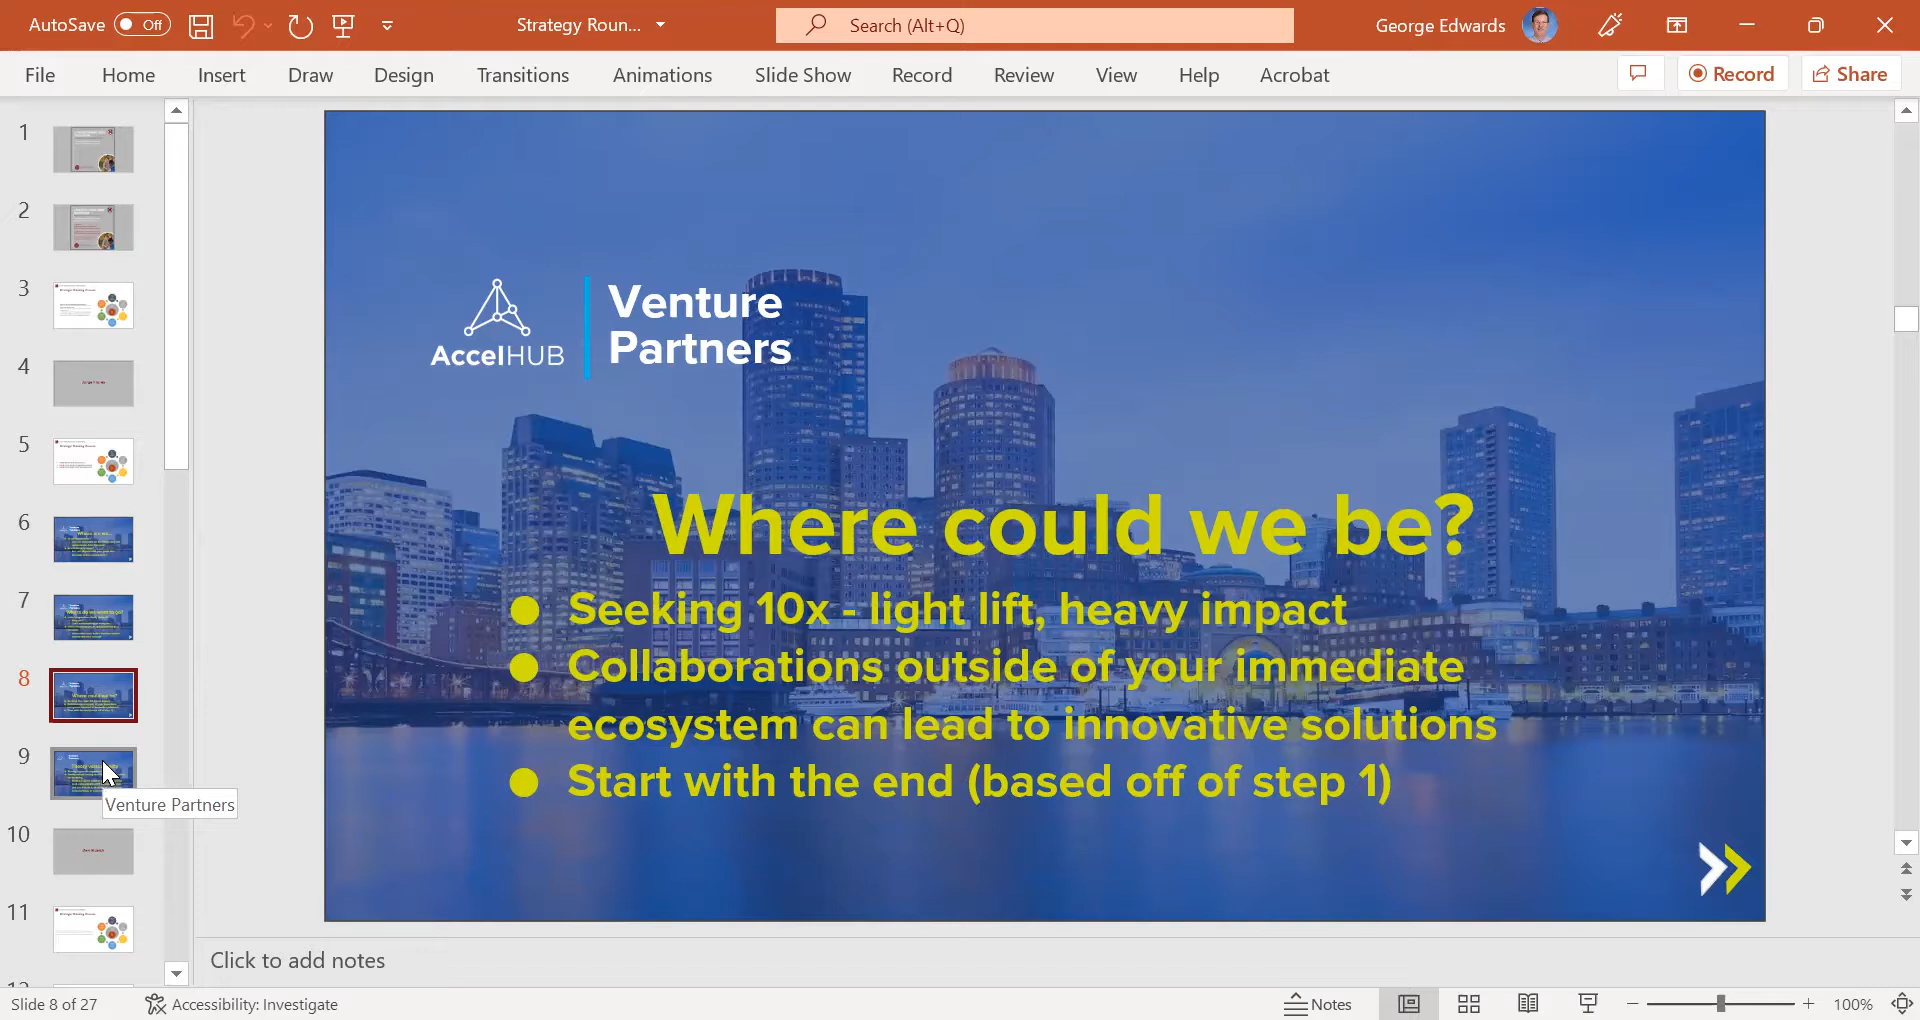 AutoSave Off
Strategy Roun...
Search (Alt+Q)
George Edwards
File Home Insert Draw Design Transitions Animations Slide Show Record Review View Help Acrobat
Record Share
1
2
3
4
5
6
7
8
9
10
11
Venture Partners
AccelHUB
Venture
Partners
Where could we be?
● Seeking 10x - light lift, heavy impact
● Collaborations outside of your immediate
ecosystem can lead to innovative solutions
● Start with the end (based off of step 1)
Click to add notes
Slide 8 of 27
Accessibility: Investigate
Notes
100%